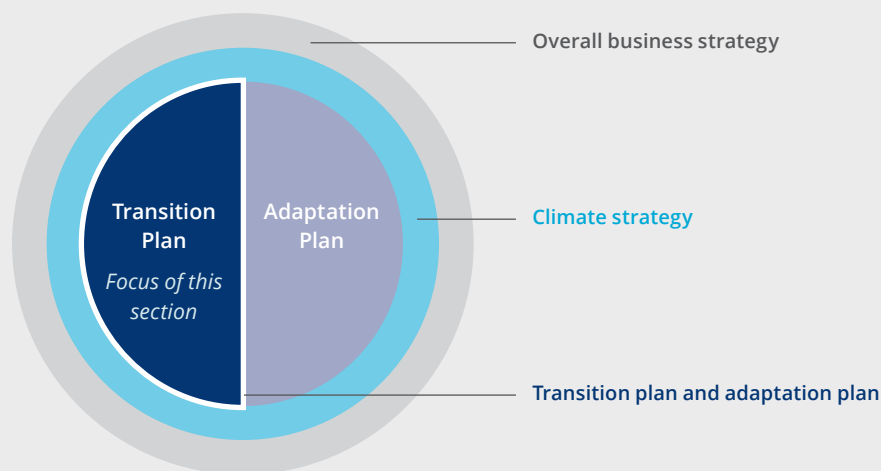 Overall business strategy
Transition
Plan
Focus of this
section
Adaptation
Plan
Climate strategy
Transition plan and adaptation plan